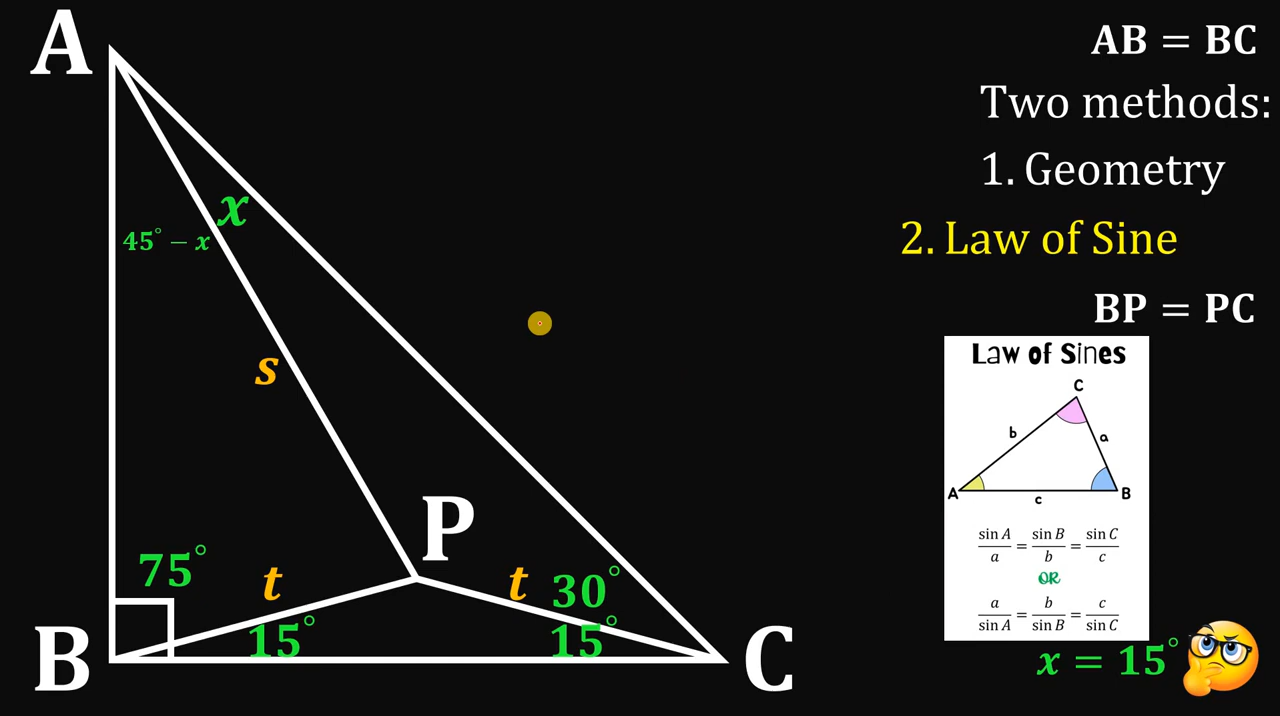 A
AB = BC
Two methods:
1. Geometry
2. Law of Sine
BP = PC
x
45° − x
s
P
75°
t
t
30°
15°
15°
B
C
Law of Sines
C
b
a
A
B
c
sin A / a = sin B / b = sin C / c
OR
a / sin A = b / sin B = c / sin C
x = 15°